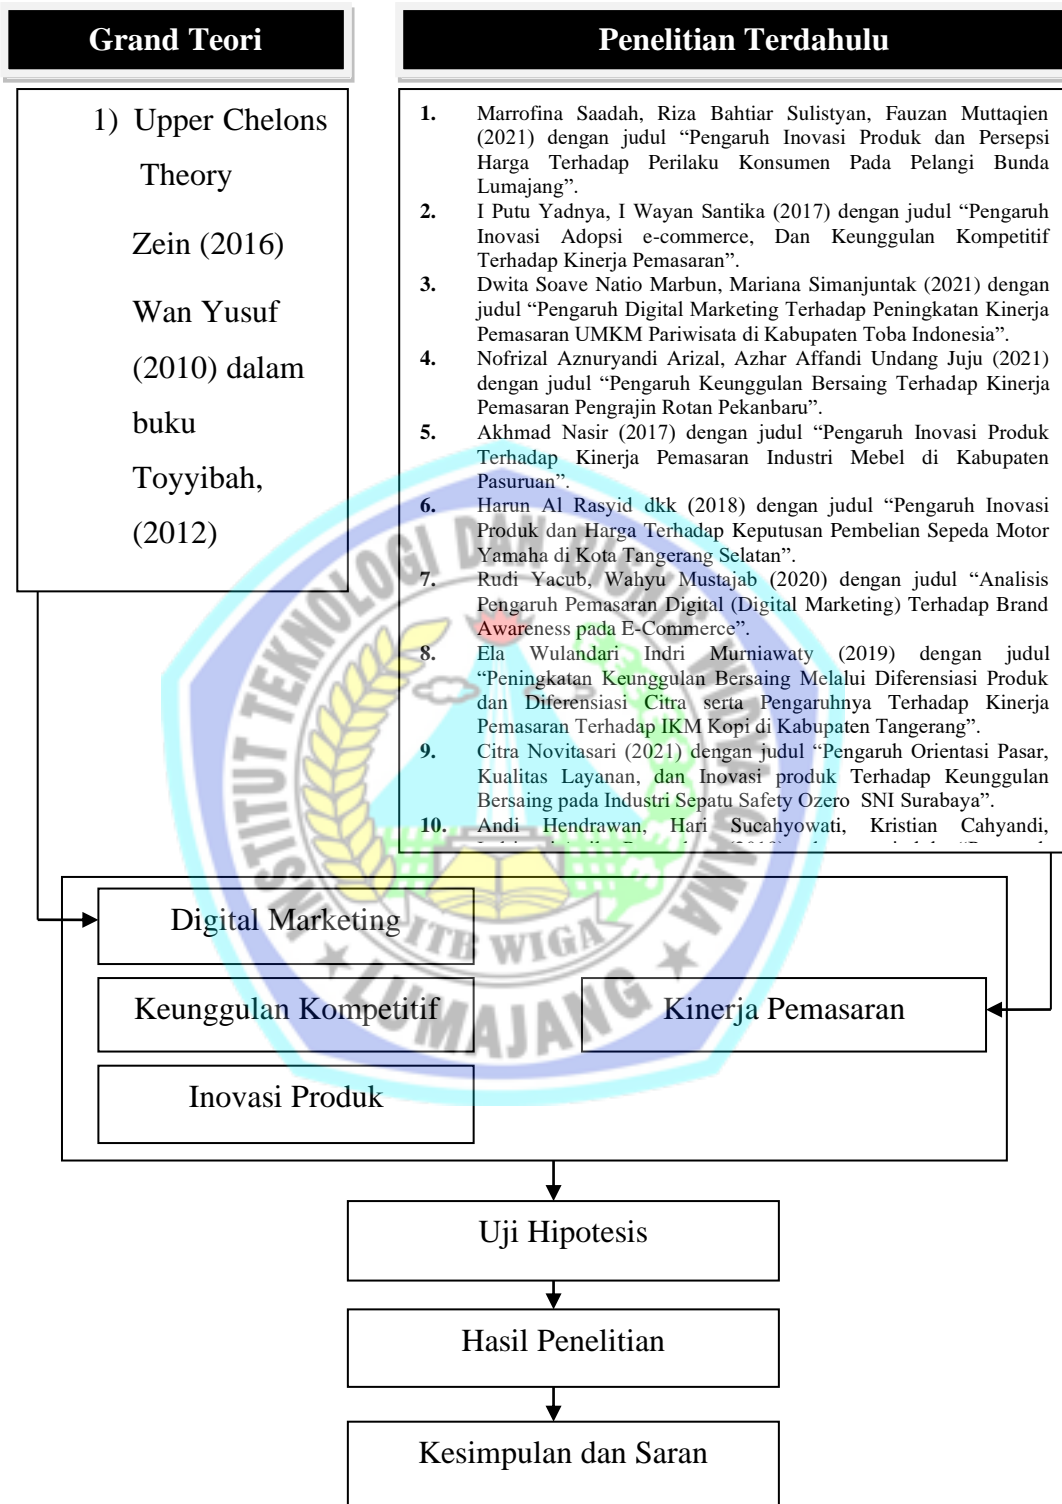 Grand Teori
Penelitian Terdahulu
1) Upper Chelons
Theory
Zein (2016)
Wan Yusuf
(2010) dalam
buku
Toyyibah,
(2012)
1. Marrofina Saadah, Riza Bahtiar Sulistyan, Fauzan Muttaqien
(2021) dengan judul “Pengaruh Inovasi Produk dan Persepsi
Harga Terhadap Perilaku Konsumen Pada Pelangi Bunda
Lumajang”.
2. I Putu Yadnya, I Wayan Santika (2017) dengan judul “Pengaruh
Inovasi Adopsi e-commerce, Dan Keunggulan Kompetitif
Terhadap Kinerja Pemasaran”.
3. Dwita Soave Natio Marbun, Mariana Simanjuntak (2021) dengan
judul “Pengaruh Digital Marketing Terhadap Peningkatan Kinerja
Pemasaran UMKM Pariwisata di Kabupaten Toba Indonesia”.
4. Nofrizal Aznuryandi Arizal, Azhar Affandi Undang Juju (2021)
dengan judul “Pengaruh Keunggulan Bersaing Terhadap Kinerja
Pemasaran Pengrajin Rotan Pekanbaru”.
5. Akhmad Nasir (2017) dengan judul “Pengaruh Inovasi Produk
Terhadap Kinerja Pemasaran Industri Mebel di Kabupaten
Pasuruan”.
6. Harun Al Rasyid dkk (2018) dengan judul “Pengaruh Inovasi
Produk dan Harga Terhadap Keputusan Pembelian Sepeda Motor
Yamaha di Kota Tangerang Selatan”.
7. Rudi Yacub, Wahyu Mustajab (2020) dengan judul “Analisis
Pengaruh Pemasaran Digital (Digital Marketing) Terhadap Brand
Awareness pada E-Commerce”.
8. Ela Wulandari Indri Murniawaty (2019) dengan judul
“Peningkatan Keunggulan Bersaing Melalui Diferensiasi Produk
dan Diferensiasi Citra serta Pengaruhnya Terhadap Kinerja
Pemasaran Terhadap IKM Kopi di Kabupaten Tangerang”.
9. Citra Novitasari (2021) dengan judul “Pengaruh Orientasi Pasar,
Kualitas Layanan, dan Inovasi produk Terhadap Keunggulan
Bersaing pada Industri Sepatu Safety Ozero SNI Surabaya”.
10. Andi Hendrawan, Hari Sucahyowati, Kristian Cahyandi,
INSTITUT TEKNOLOGI DAN BISNIS WIDYA GAMA
ITB WIGA
LUMAJANG
Digital Marketing
Keunggulan Kompetitif
Kinerja Pemasaran
Inovasi Produk
Uji Hipotesis
Hasil Penelitian
Kesimpulan dan Saran